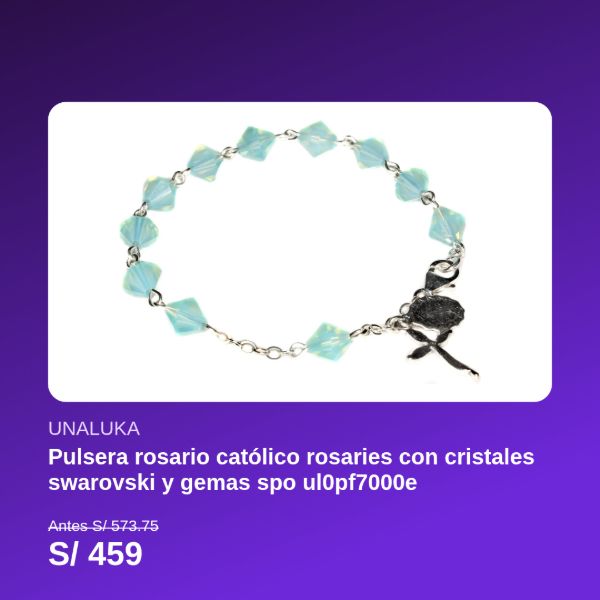 UNALUKA
Pulsera rosario católico rosaries con cristales
swarovski y gemas spo ul0pf7000e
Antes S/ 573.75
S/ 459